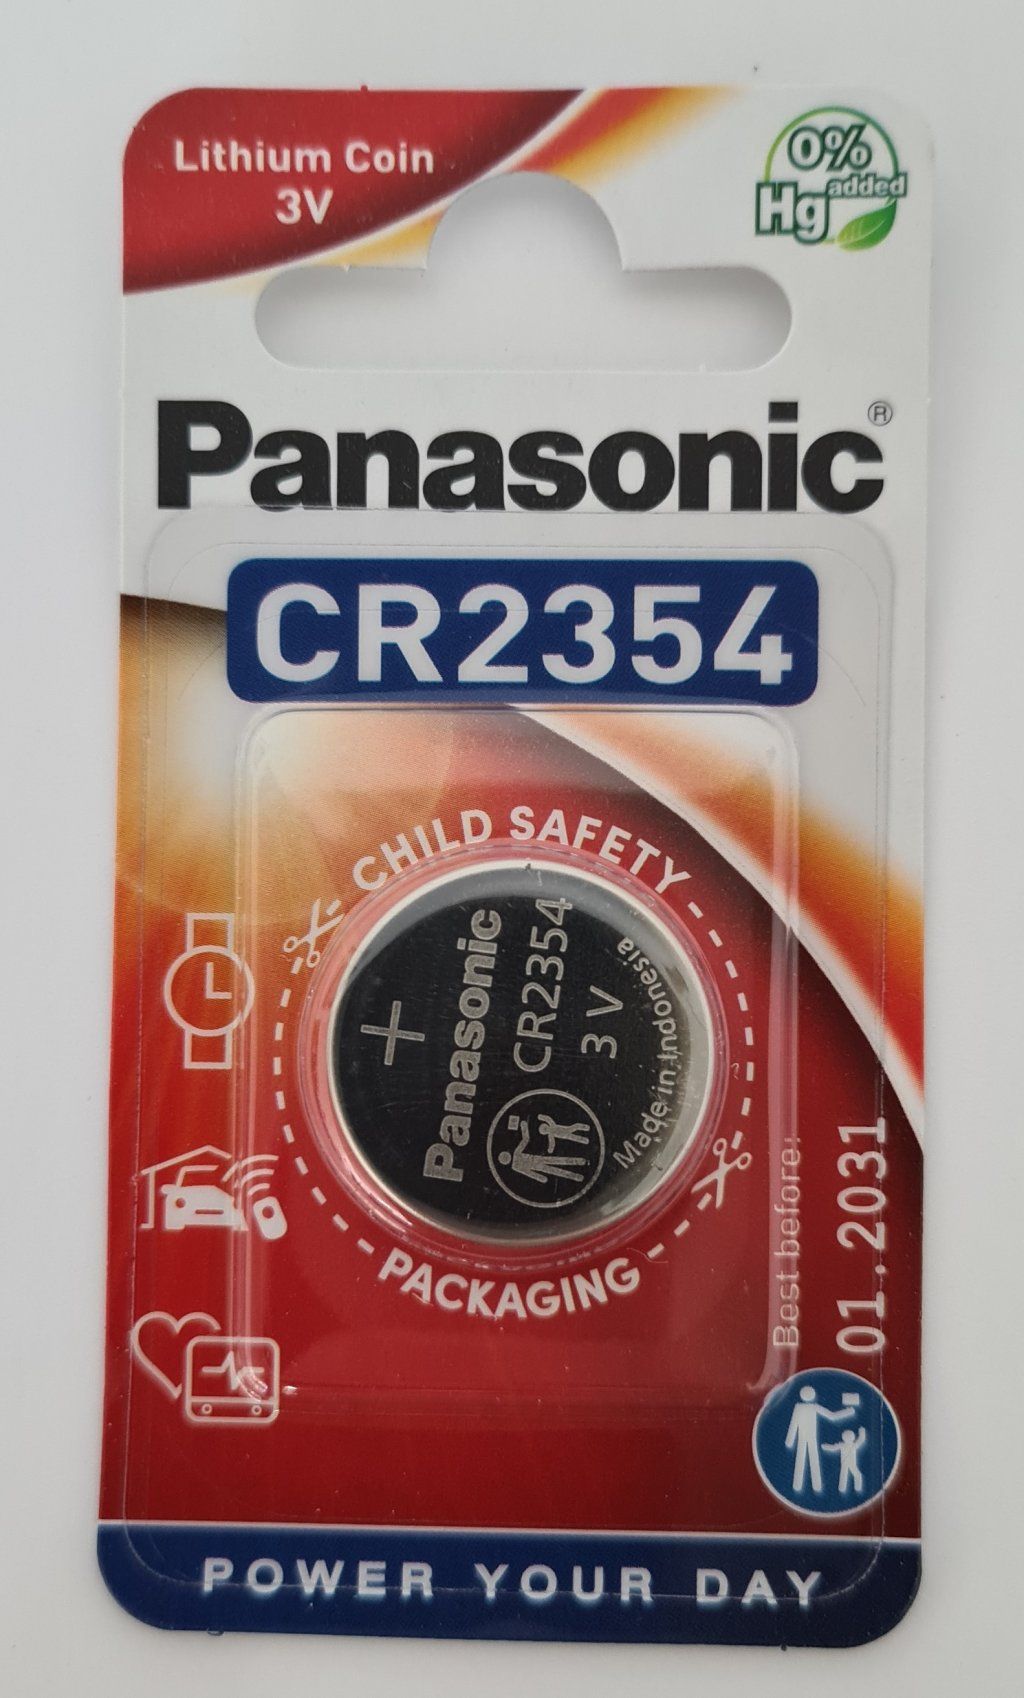 Lithium Coin
3V
0%
Hg added
Panasonic®
CR2354
CHILD SAFETY
+
Panasonic
CR2354
3V
Made in Indonesia
PACKAGING
Best before:
01.2031
POWER YOUR DAY